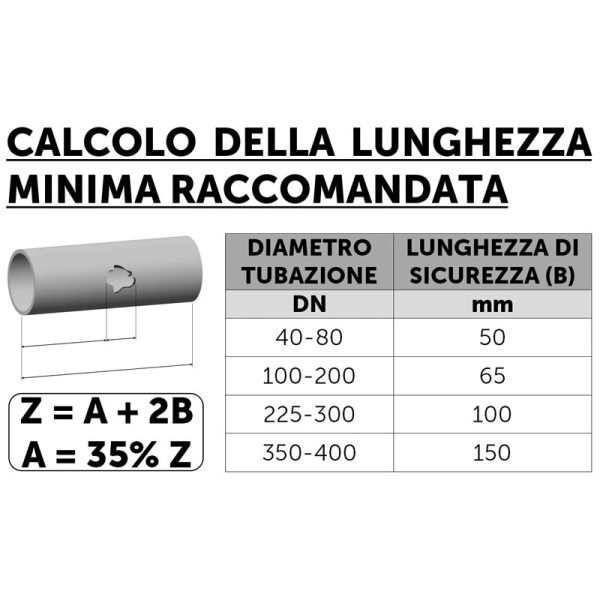 CALCOLO DELLA LUNGHEZZA
MINIMA RACCOMANDATA
DIAMETRO TUBAZIONE | LUNGHEZZA DI SICUREZZA (B)
DN | mm
40-80 | 50
100-200 | 65
225-300 | 100
350-400 | 150
Z = A + 2B
A = 35% Z